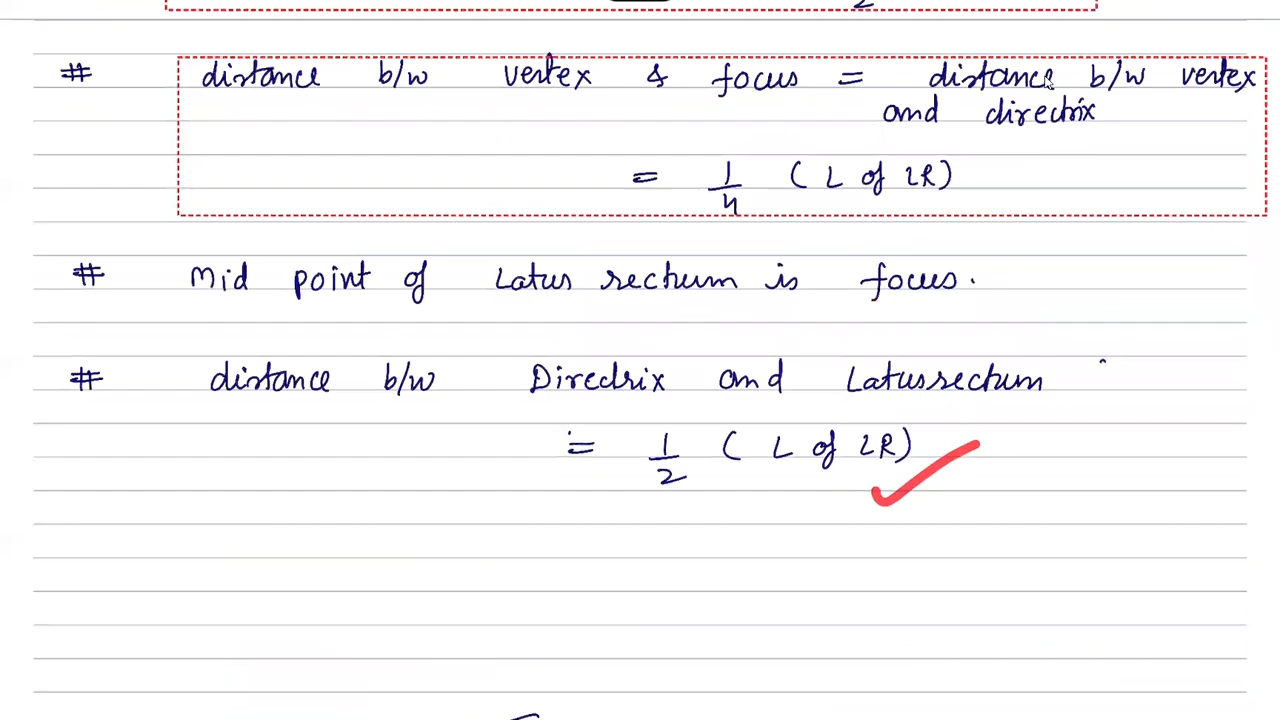 2
# distance b/w vertex & focus = distance b/w vertex
and directrix
= 1/4 ( L of LR)
# Mid point of Latus rectum is focus.
# distance b/w Directrix and Latusrectum
= 1/2 ( L of LR)